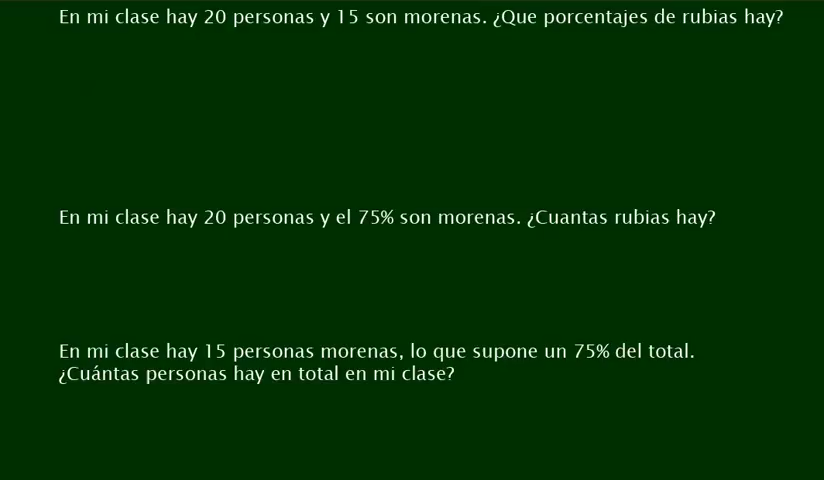 En mi clase hay 20 personas y 15 son morenas. ¿Que porcentajes de rubias hay?
En mi clase hay 20 personas y el 75% son morenas. ¿Cuantas rubias hay?
En mi clase hay 15 personas morenas, lo que supone un 75% del total.
¿Cuántas personas hay en total en mi clase?